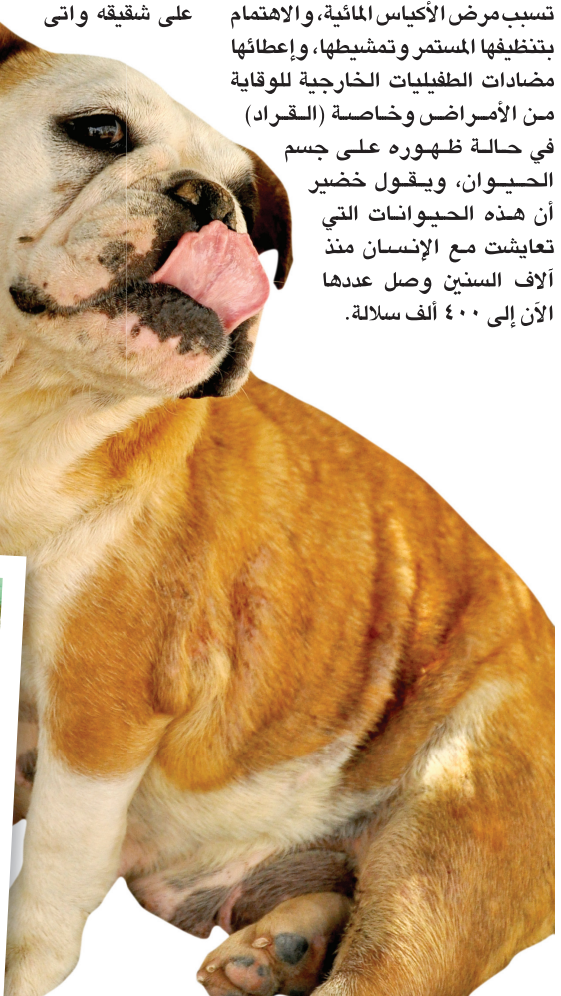 تسبب مرض الأكياس المائية، والاهتمام
بتنظيفها المستمر وتمشيطها، وإعطائها
مضادات الطفيليات الخارجية للوقاية
من الأمراض وخاصة (القراد)
في حالة ظهوره على جسم
الحيوان، ويقول خضير
أن هذه الحيوانات التي
تعايشت مع الإنسان منذ
آلاف السنين وصل عددها
الآن إلى ٤٠٠ ألف سلالة.
على شقيقه واتى